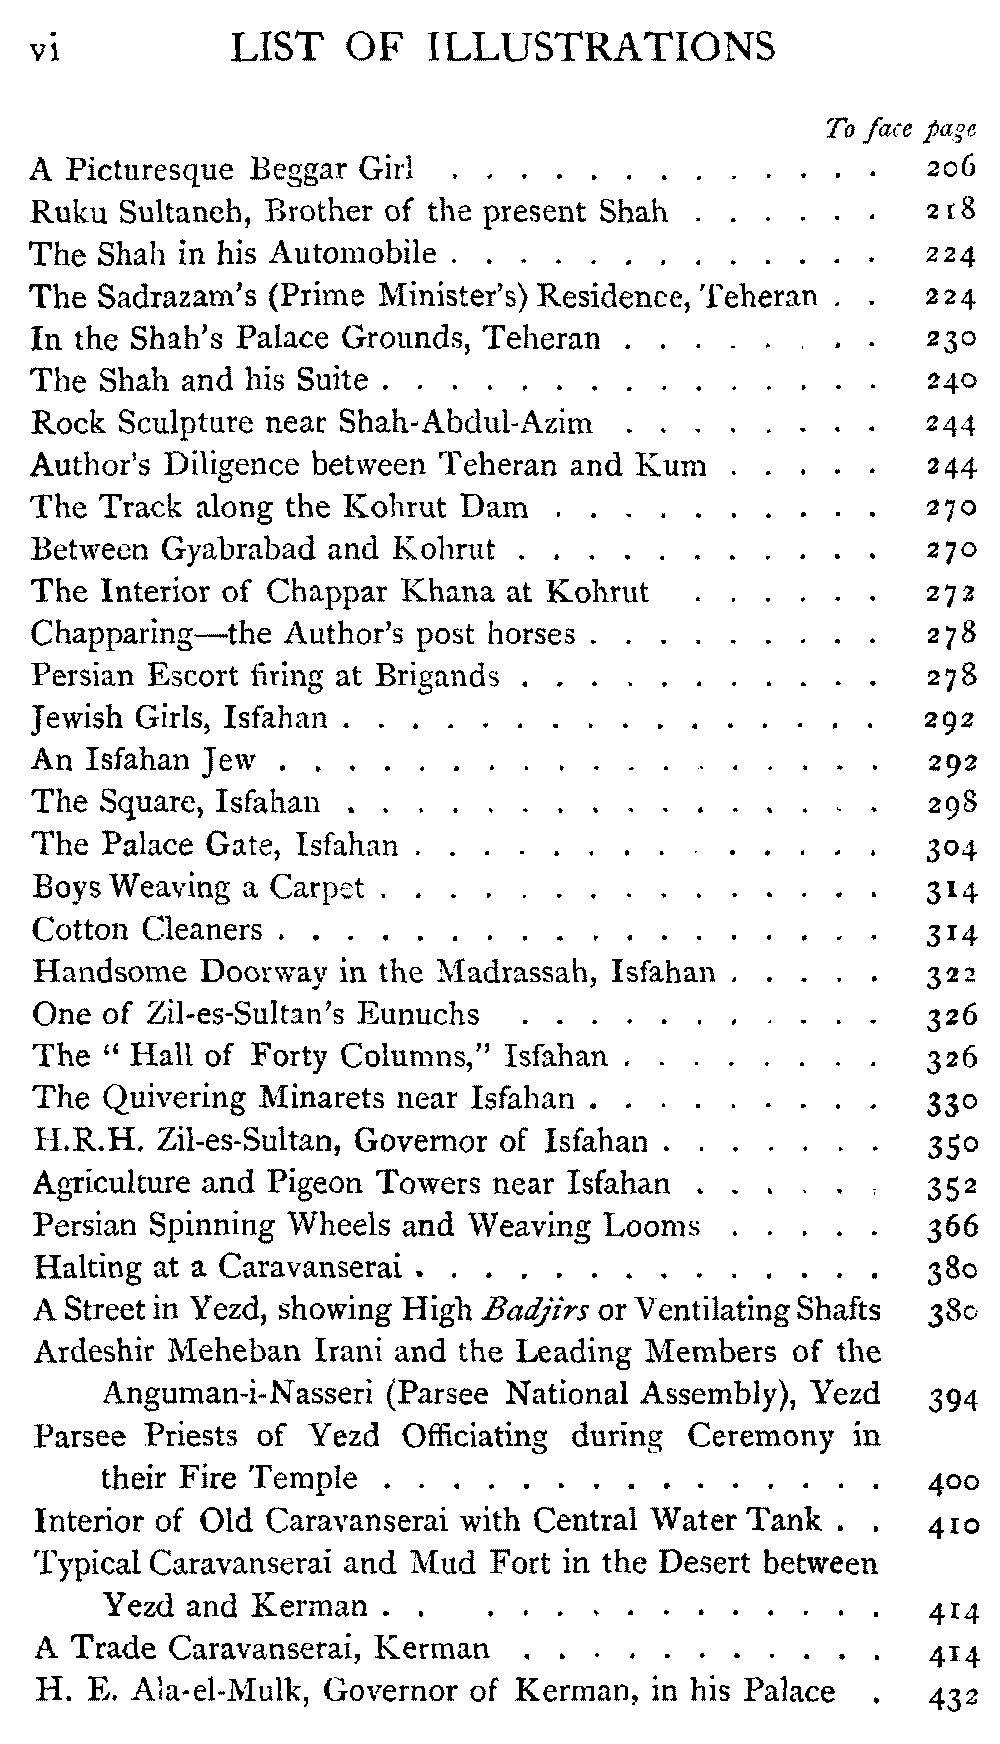 vi LIST OF ILLUSTRATIONS
To face page
A Picturesque Beggar Girl . . . . . . . . . . . . . 206
Ruku Sultaneh, Brother of the present Shah . . . . . . 218
The Shah in his Automobile . . . . . . . . . . . . . 224
The Sadrazam's (Prime Minister's) Residence, Teheran . . 224
In the Shah's Palace Grounds, Teheran . . . . . . . . 230
The Shah and his Suite . . . . . . . . . . . . . . . 240
Rock Sculpture near Shah-Abdul-Azim . . . . . . . . 244
Author's Diligence between Teheran and Kum . . . . . 244
The Track along the Kohrut Dam . . . . . . . . . . 270
Between Gyabrabad and Kohrut . . . . . . . . . . . 270
The Interior of Chappar Khana at Kohrut . . . . . . 272
Chapparing—the Author's post horses . . . . . . . . . 278
Persian Escort firing at Brigands . . . . . . . . . . . 278
Jewish Girls, Isfahan . . . . . . . . . . . . . . . . 292
An Isfahan Jew . . . . . . . . . . . . . . . . . . 292
The Square, Isfahan . . . . . . . . . . . . . . . . 298
The Palace Gate, Isfahan . . . . . . . . . . . . . . 304
Boys Weaving a Carpet . . . . . . . . . . . . . . . 314
Cotton Cleaners . . . . . . . . . . . . . . . . . . 314
Handsome Doorway in the Madrassah, Isfahan . . . . . 322
One of Zil-es-Sultan's Eunuchs . . . . . . . . . . . 326
The “ Hall of Forty Columns,” Isfahan . . . . . . . . 326
The Quivering Minarets near Isfahan . . . . . . . . . 330
H.R.H. Zil-es-Sultan, Governor of Isfahan . . . . . . . 350
Agriculture and Pigeon Towers near Isfahan . . . . . . 352
Persian Spinning Wheels and Weaving Looms . . . . . 366
Halting at a Caravanserai . . . . . . . . . . . . . . 380
A Street in Yezd, showing High Badjirs or Ventilating Shafts 380
Ardeshir Meheban Irani and the Leading Members of the
Anguman-i-Nasseri (Parsee National Assembly), Yezd 394
Parsee Priests of Yezd Officiating during Ceremony in
their Fire Temple . . . . . . . . . . . . . . . 400
Interior of Old Caravanserai with Central Water Tank . . 410
Typical Caravanserai and Mud Fort in the Desert between
Yezd and Kerman . . . . . . . . . . . . . . 414
A Trade Caravanserai, Kerman . . . . . . . . . . . 414
H. E. Ala-el-Mulk, Governor of Kerman, in his Palace . 432